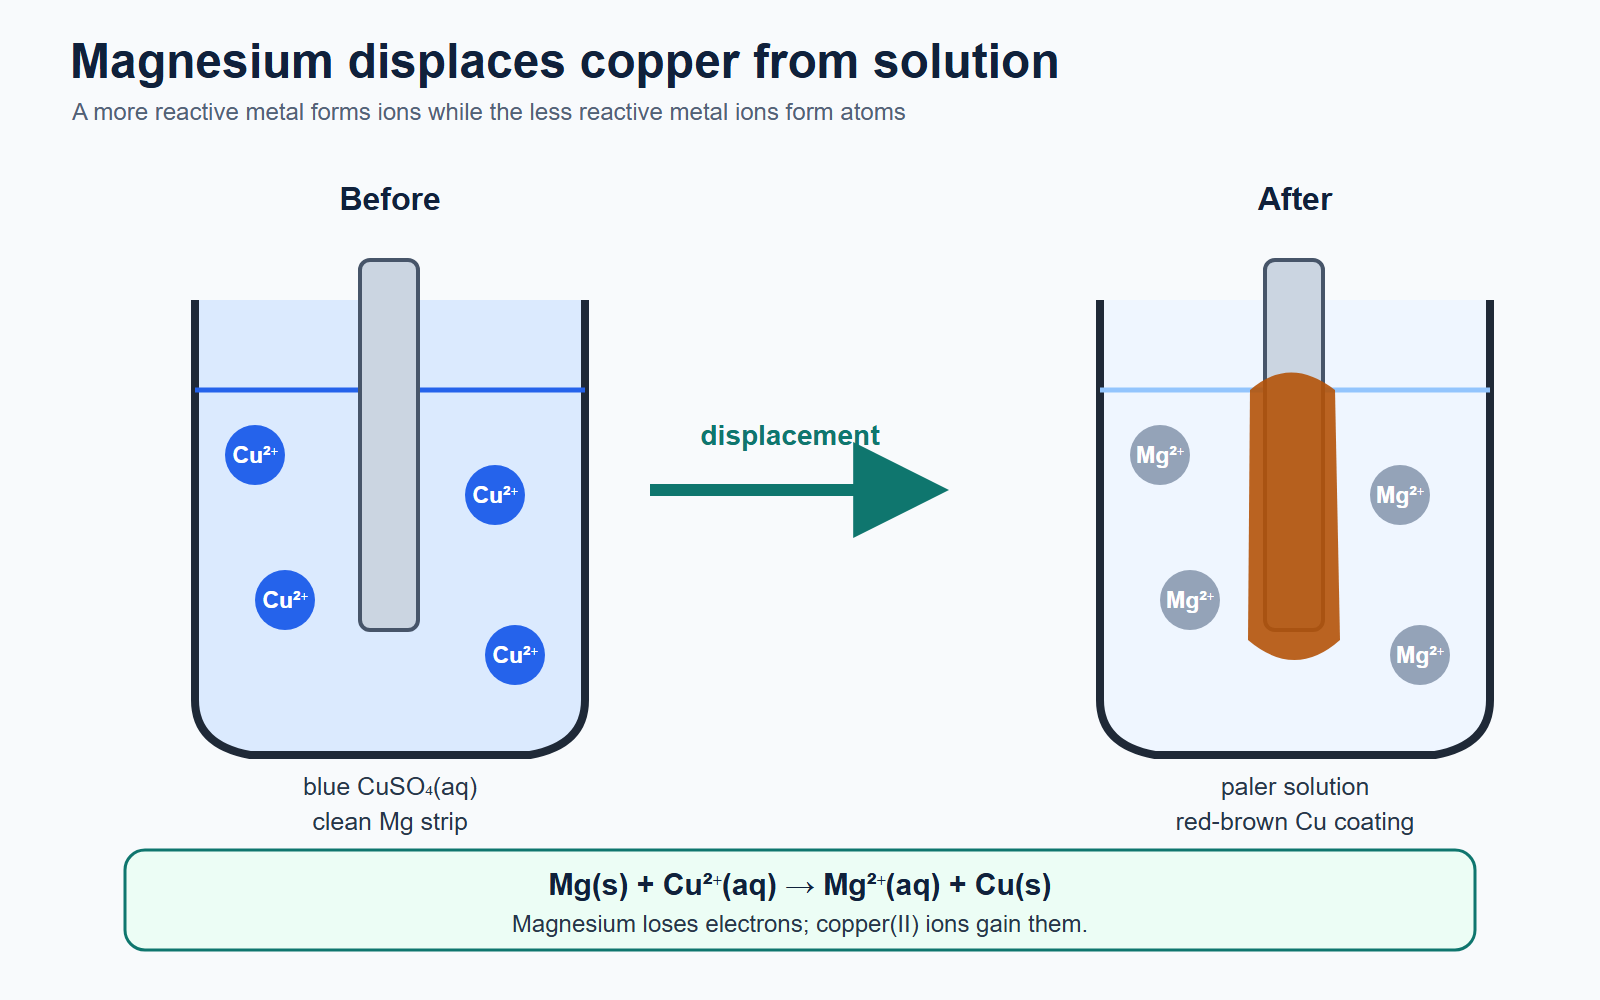 Magnesium displaces copper from solution
A more reactive metal forms ions while the less reactive metal ions form atoms
Before
After
Cu²⁺
Cu²⁺
Cu²⁺
Cu²⁺
displacement
Mg²⁺
Mg²⁺
Mg²⁺
Mg²⁺
blue CuSO₄(aq)
clean Mg strip
paler solution
red-brown Cu coating
Mg(s) + Cu²⁺(aq) → Mg²⁺(aq) + Cu(s)
Magnesium loses electrons; copper(II) ions gain them.